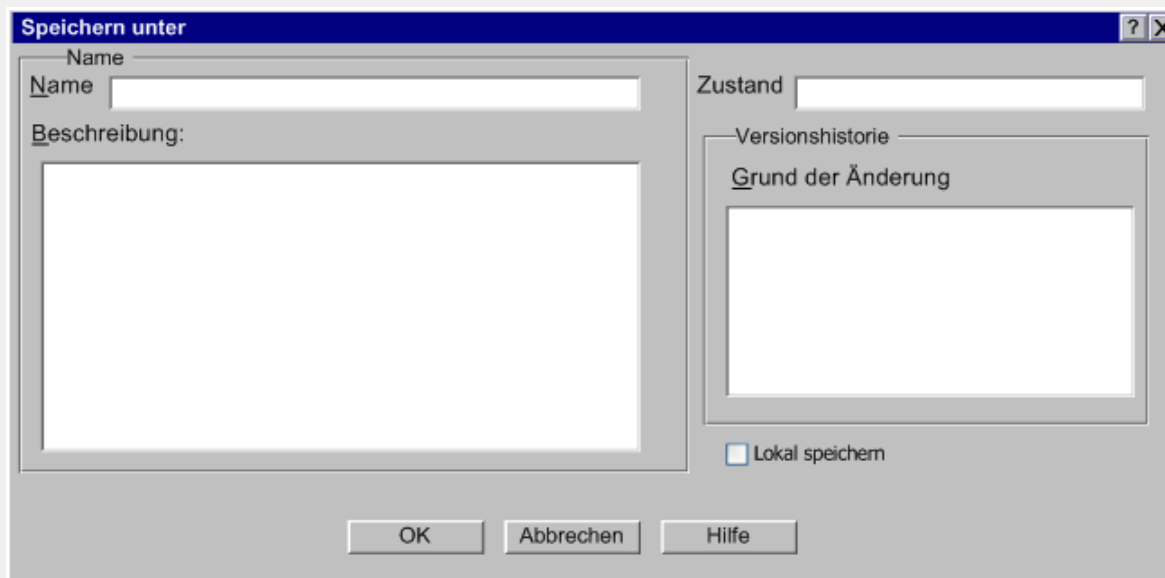 Speichern unter
Name
Name
Zustand
Beschreibung:
Versionshistorie
Grund der Änderung
Lokal speichern
OK
Abbrechen
Hilfe